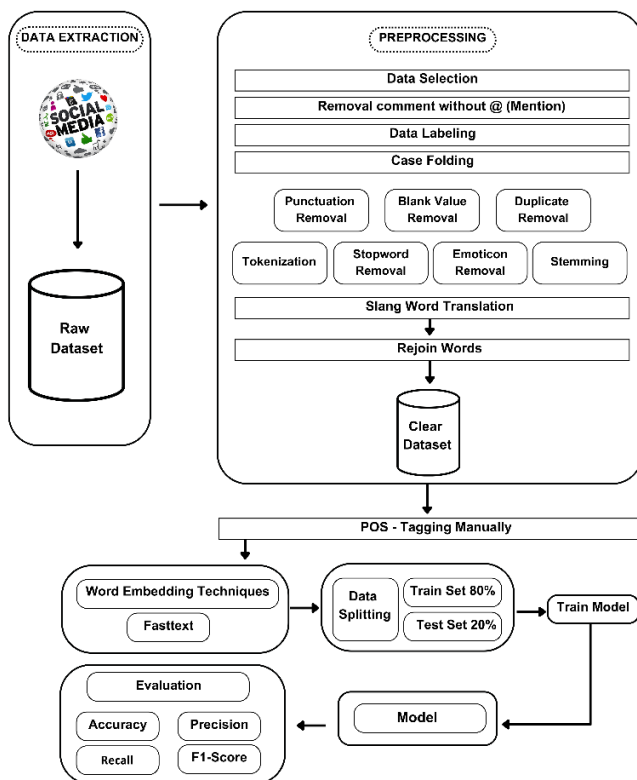 DATA EXTRACTION
SOCIAL
MEDIA
Raw
Dataset
PREPROCESSING
Data Selection
Removal comment without @ (Mention)
Data Labeling
Case Folding
Punctuation
Removal
Blank Value
Removal
Duplicate
Removal
Tokenization
Stopword
Removal
Emoticon
Removal
Stemming
Slang Word Translation
Rejoin Words
Clear
Dataset
POS - Tagging Manually
Word Embedding Techniques
Fasttext
Data
Splitting
Train Set 80%
Test Set 20%
Train Model
Model
Evaluation
Accuracy
Precision
Recall
F1-Score